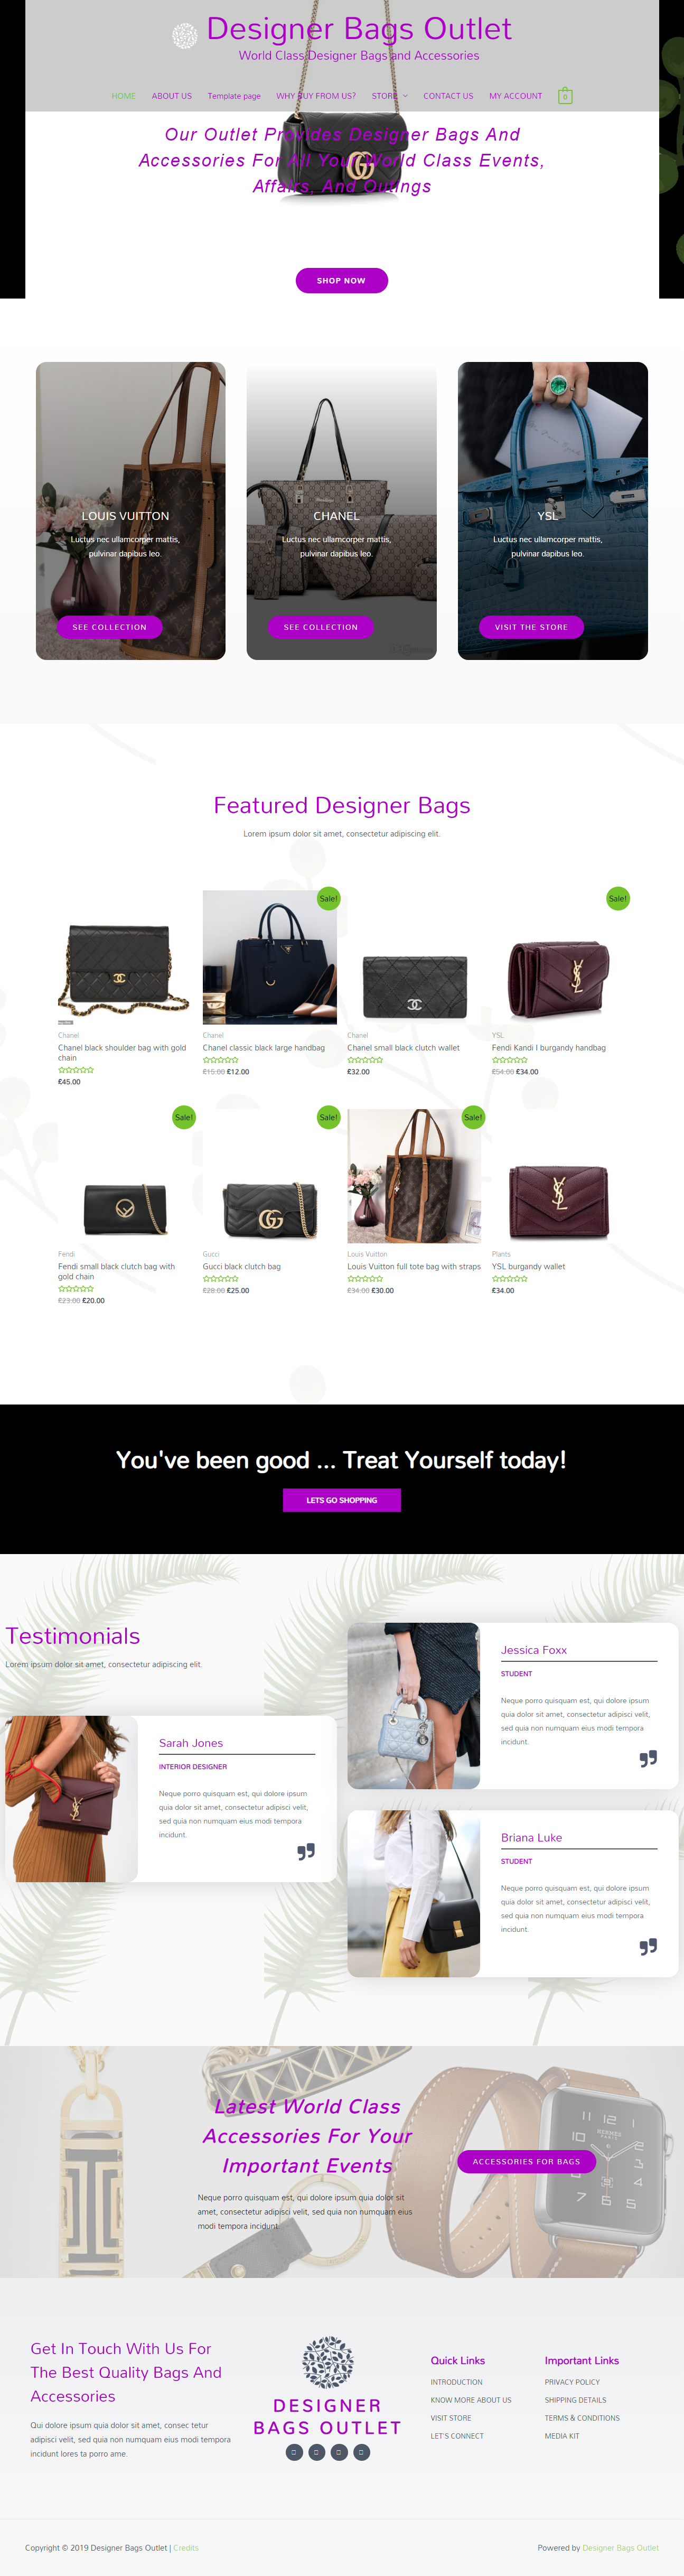 Designer Bags Outlet
World Class Designer Bags and Accessories
HOME
ABOUT US
Template page
WHY BUY FROM US?
STORE
CONTACT US
MY ACCOUNT
0
Our Outlet Provides Designer Bags And
Accessories For All Your World Class Events,
Affairs, And Outings
SHOP NOW
LOUIS VUITTON
Luctus nec ullamcorper mattis,
pulvinar dapibus leo.
SEE COLLECTION
CHANEL
Luctus nec ullamcorper mattis,
pulvinar dapibus leo.
SEE COLLECTION
YSL
Luctus nec ullamcorper mattis,
pulvinar dapibus leo.
VISIT THE STORE
Featured Designer Bags
Lorem ipsum dolor sit amet, consectetur adipiscing elit.
Chanel
Chanel black shoulder bag with gold
chain
£45.00
Sale!
Chanel
Chanel classic black large handbag
£15.00 £12.00
Chanel
Chanel small black clutch wallet
£32.00
Sale!
YSL
Fendi Kandi I burgandy handbag
£54.00 £34.00
Sale!
Fendi
Fendi small black clutch bag with
gold chain
£23.00 £20.00
Sale!
Gucci
Gucci black clutch bag
£28.00 £25.00
Sale!
Louis Vuitton
Louis Vuitton full tote bag with straps
£34.00 £30.00
Plants
YSL burgandy wallet
£34.00
You've been good ... Treat Yourself today!
LETS GO SHOPPING
Testimonials
Lorem ipsum dolor sit amet, consectetur adipiscing elit.
Sarah Jones
INTERIOR DESIGNER
Neque porro quisquam est, qui dolore ipsum
quia dolor sit amet, consectetur adipisci velit,
sed quia non numquam eius modi tempora
incidunt.
Jessica Foxx
STUDENT
Neque porro quisquam est, qui dolore ipsum
quia dolor sit amet, consectetur adipisci velit,
sed quia non numquam eius modi tempora
incidunt.
Briana Luke
STUDENT
Neque porro quisquam est, qui dolore ipsum
quia dolor sit amet, consectetur adipisci velit,
sed quia non numquam eius modi tempora
incidunt.
Latest World Class
Accessories For Your
Important Events
Neque porro quisquam est, qui dolore ipsum quia dolor sit
amet, consectetur adipisci velit, sed quia non numquam eius
modi tempora incidunt.
ACCESSORIES FOR BAGS
Get In Touch With Us For
The Best Quality Bags And
Accessories
Qui dolore ipsum quia dolor sit amet, consec tetur
adipisci velit, sed quia non numquam eius modi tempora
incidunt lores ta porro ame.
DESIGNER
BAGS OUTLET
Quick Links
INTRODUCTION
KNOW MORE ABOUT US
VISIT STORE
LET'S CONNECT
Important Links
PRIVACY POLICY
SHIPPING DETAILS
TERMS & CONDITIONS
MEDIA KIT
Copyright © 2019 Designer Bags Outlet | Credits
Powered by Designer Bags Outlet